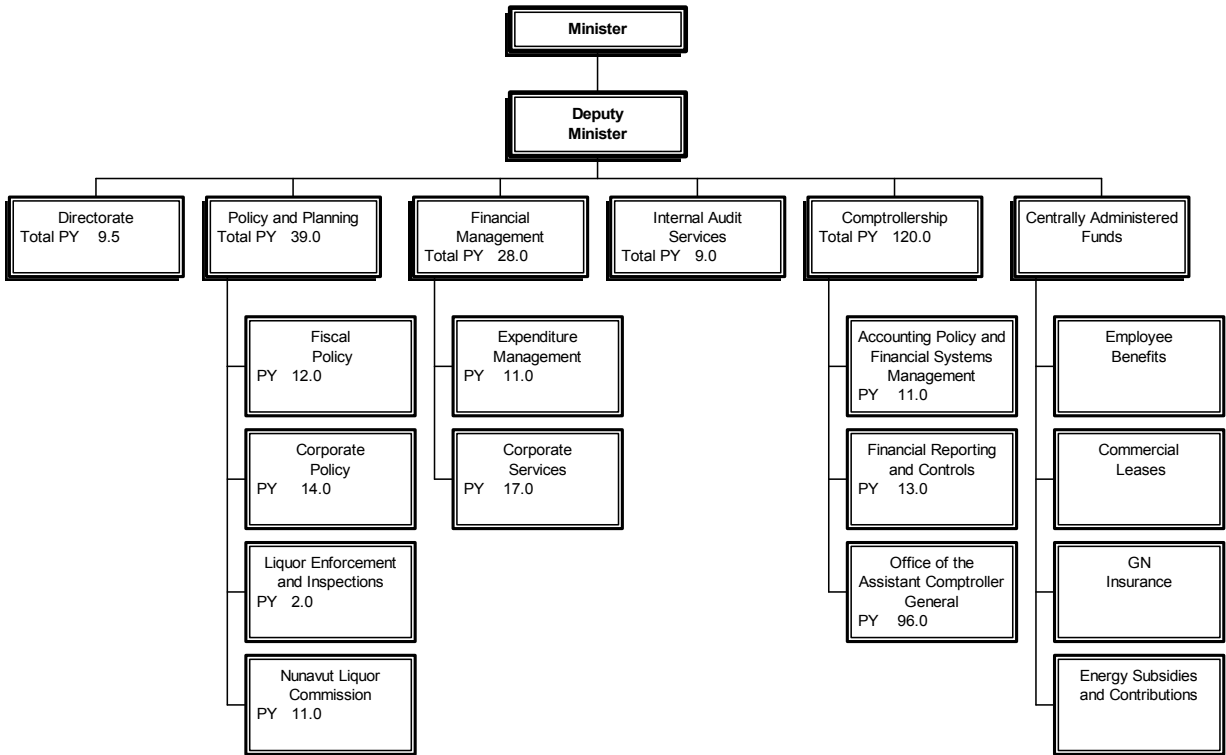 Minister
Deputy
Minister
Directorate
Total PY 9.5
Policy and Planning
Total PY 39.0
Financial
Management
Total PY 28.0
Internal Audit
Services
Total PY 9.0
Comptrollership
Total PY 120.0
Centrally Administered
Funds
Fiscal
Policy
PY 12.0
Corporate
Policy
PY 14.0
Liquor Enforcement
and Inspections
PY 2.0
Nunavut Liquor
Commission
PY 11.0
Expenditure
Management
PY 11.0
Corporate
Services
PY 17.0
Accounting Policy and
Financial Systems
Management
PY 11.0
Financial Reporting
and Controls
PY 13.0
Office of the
Assistant Comptroller
General
PY 96.0
Employee
Benefits
Commercial
Leases
GN
Insurance
Energy Subsidies
and Contributions